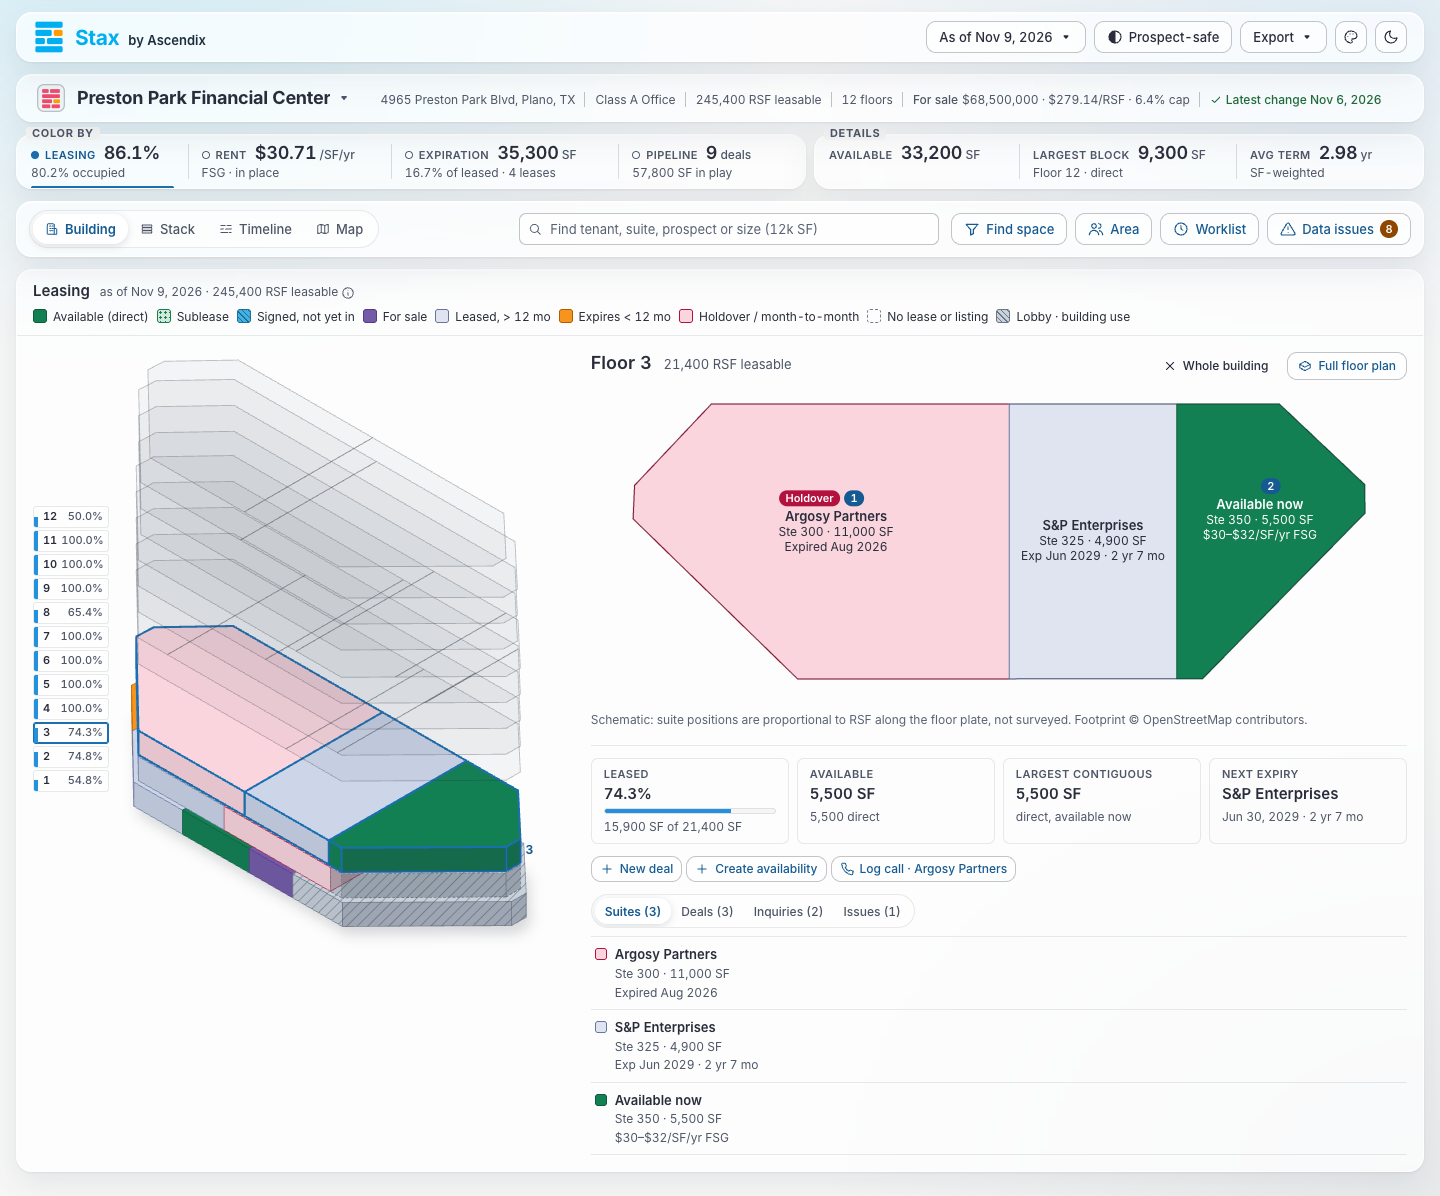 Stax by Ascendix
As of Nov 9, 2026
Prospect-safe
Export
Preston Park Financial Center
4965 Preston Park Blvd, Plano, TX
Class A Office
245,400 RSF leasable
12 floors
For sale $68,500,000 · $279.14/RSF · 6.4% cap
Latest change Nov 6, 2026
COLOR BY
LEASING 86.1%
80.2% occupied
RENT $30.71 /SF/yr
FSG · in place
EXPIRATION 35,300 SF
16.7% of leased · 4 leases
PIPELINE 9 deals
57,800 SF in play
DETAILS
AVAILABLE 33,200 SF
LARGEST BLOCK 9,300 SF
Floor 12 · direct
AVG TERM 2.98 yr
SF-weighted
Building
Stack
Timeline
Map
Find tenant, suite, prospect or size (12k SF)
Find space
Area
Worklist
Data issues 8
Leasing as of Nov 9, 2026 · 245,400 RSF leasable
Available (direct)
Sublease
Signed, not yet in
For sale
Leased, > 12 mo
Expires < 12 mo
Holdover / month-to-month
No lease or listing
Lobby · building use
12 50.0%
11 100.0%
10 100.0%
9 100.0%
8 65.4%
7 100.0%
6 100.0%
5 100.0%
4 100.0%
3 74.3%
2 74.8%
1 54.8%
3
Floor 3 21,400 RSF leasable
Whole building
Full floor plan
Holdover 1
Argosy Partners
Ste 300 · 11,000 SF
Expired Aug 2026
S&P Enterprises
Ste 325 · 4,900 SF
Exp Jun 2029 · 2 yr 7 mo
2
Available now
Ste 350 · 5,500 SF
$30–$32/SF/yr FSG
Schematic: suite positions are proportional to RSF along the floor plate, not surveyed. Footprint © OpenStreetMap contributors.
LEASED
74.3%
15,900 SF of 21,400 SF
AVAILABLE
5,500 SF
5,500 direct
LARGEST CONTIGUOUS
5,500 SF
direct, available now
NEXT EXPIRY
S&P Enterprises
Jun 30, 2029 · 2 yr 7 mo
New deal
Create availability
Log call · Argosy Partners
Suites (3)
Deals (3)
Inquiries (2)
Issues (1)
Argosy Partners
Ste 300 · 11,000 SF
Expired Aug 2026
S&P Enterprises
Ste 325 · 4,900 SF
Exp Jun 2029 · 2 yr 7 mo
Available now
Ste 350 · 5,500 SF
$30–$32/SF/yr FSG